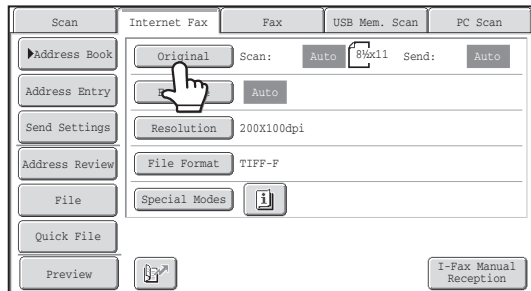 Scan Internet Fax Fax USB Mem. Scan PC Scan
Address Book Original Scan: Auto 8½x11 Send: Auto
Address Entry Auto
Send Settings Resolution 200X100dpi
Address Review File Format TIFF-F
File Special Modes
Quick File
Preview I-Fax Manual
Reception